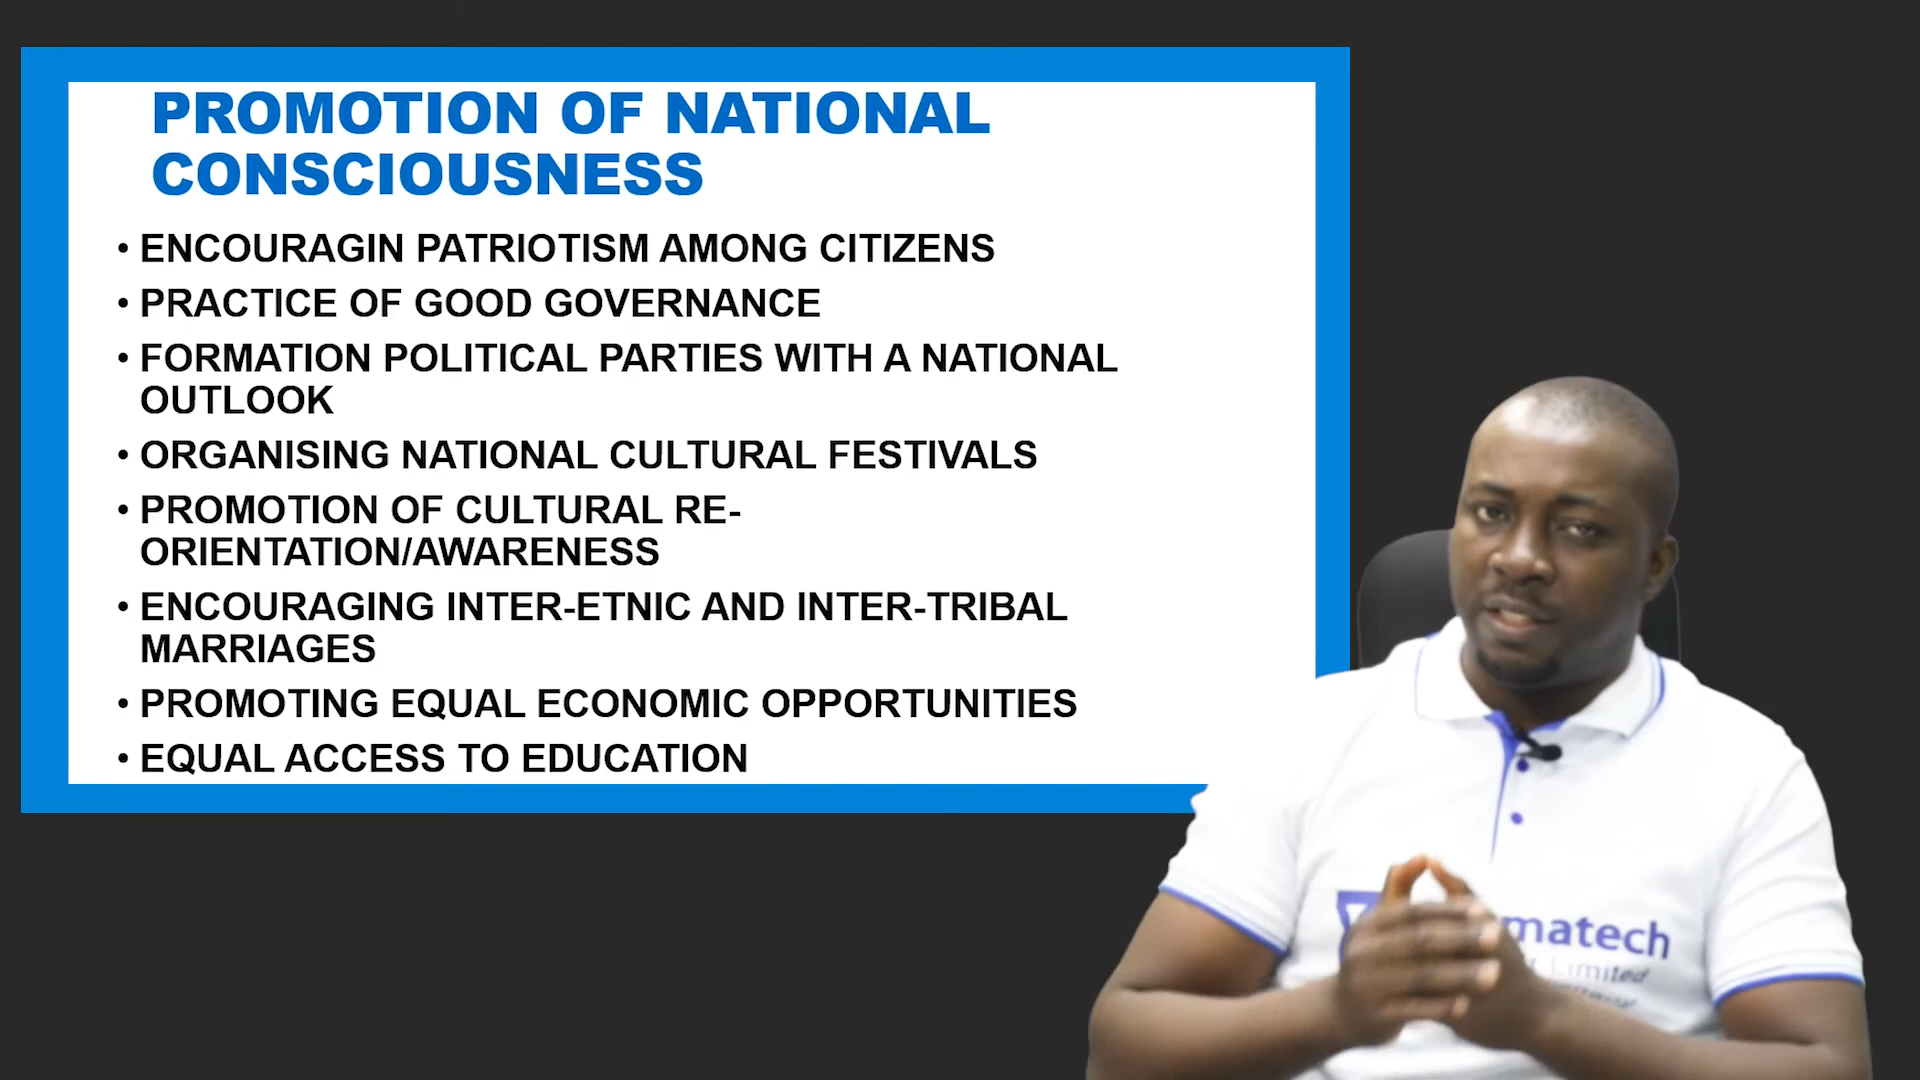 PROMOTION OF NATIONAL
CONSCIOUSNESS
• ENCOURAGIN PATRIOTISM AMONG CITIZENS
• PRACTICE OF GOOD GOVERNANCE
• FORMATION POLITICAL PARTIES WITH A NATIONAL
OUTLOOK
• ORGANISING NATIONAL CULTURAL FESTIVALS
• PROMOTION OF CULTURAL RE-
ORIENTATION/AWARENESS
• ENCOURAGING INTER-ETNIC AND INTER-TRIBAL
MARRIAGES
• PROMOTING EQUAL ECONOMIC OPPORTUNITIES
• EQUAL ACCESS TO EDUCATION
matech
Limited